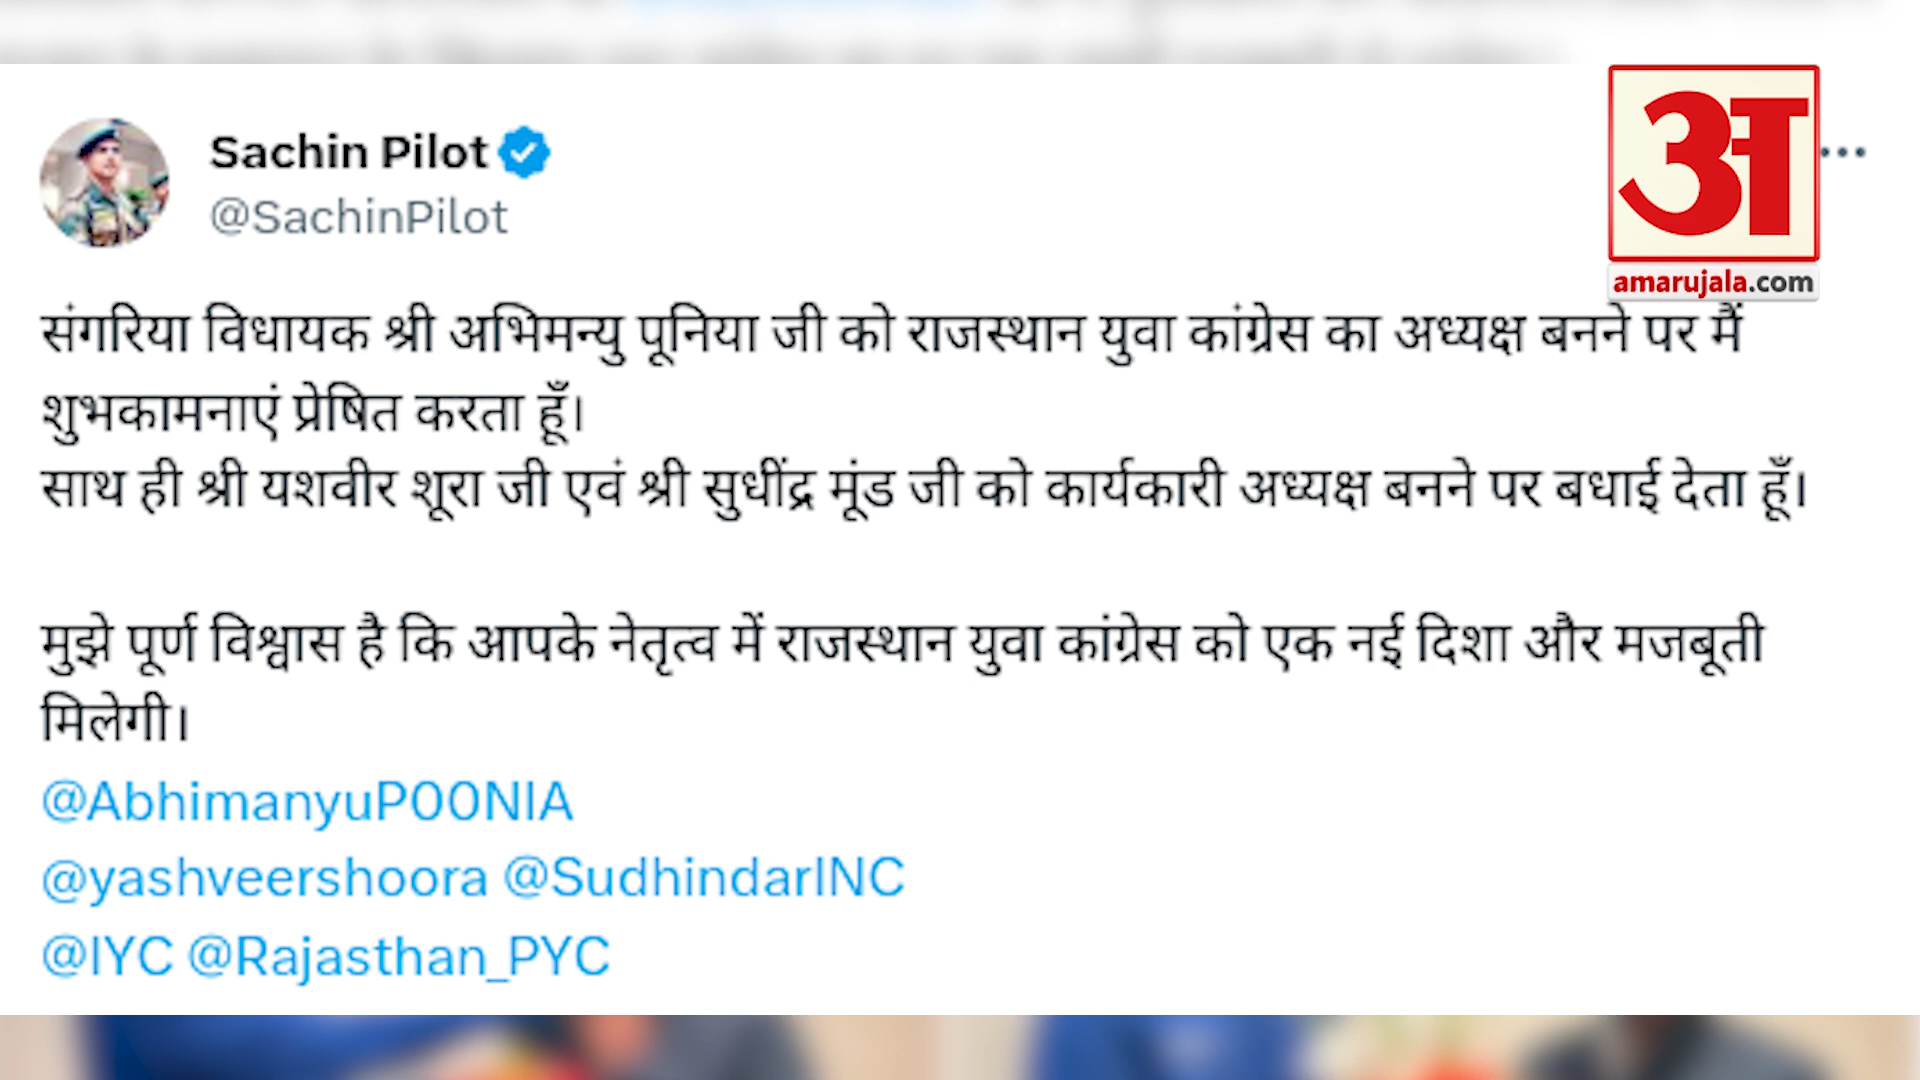 Sachin Pilot
@SachinPilot
अ
amarujala.com
संगरिया विधायक श्री अभिमन्यु पूनिया जी को राजस्थान युवा कांग्रेस का अध्यक्ष बनने पर मैं
शुभकामनाएं प्रेषित करता हूँ।
साथ ही श्री यशवीर शूरा जी एवं श्री सुधींद्र मूंड जी को कार्यकारी अध्यक्ष बनने पर बधाई देता हूँ।
मुझे पूर्ण विश्वास है कि आपके नेतृत्व में राजस्थान युवा कांग्रेस को एक नई दिशा और मजबूती
मिलेगी।
@AbhimanyuP00NIA
@yashveershoora @SudhindarINC
@IYC @Rajasthan_PYC